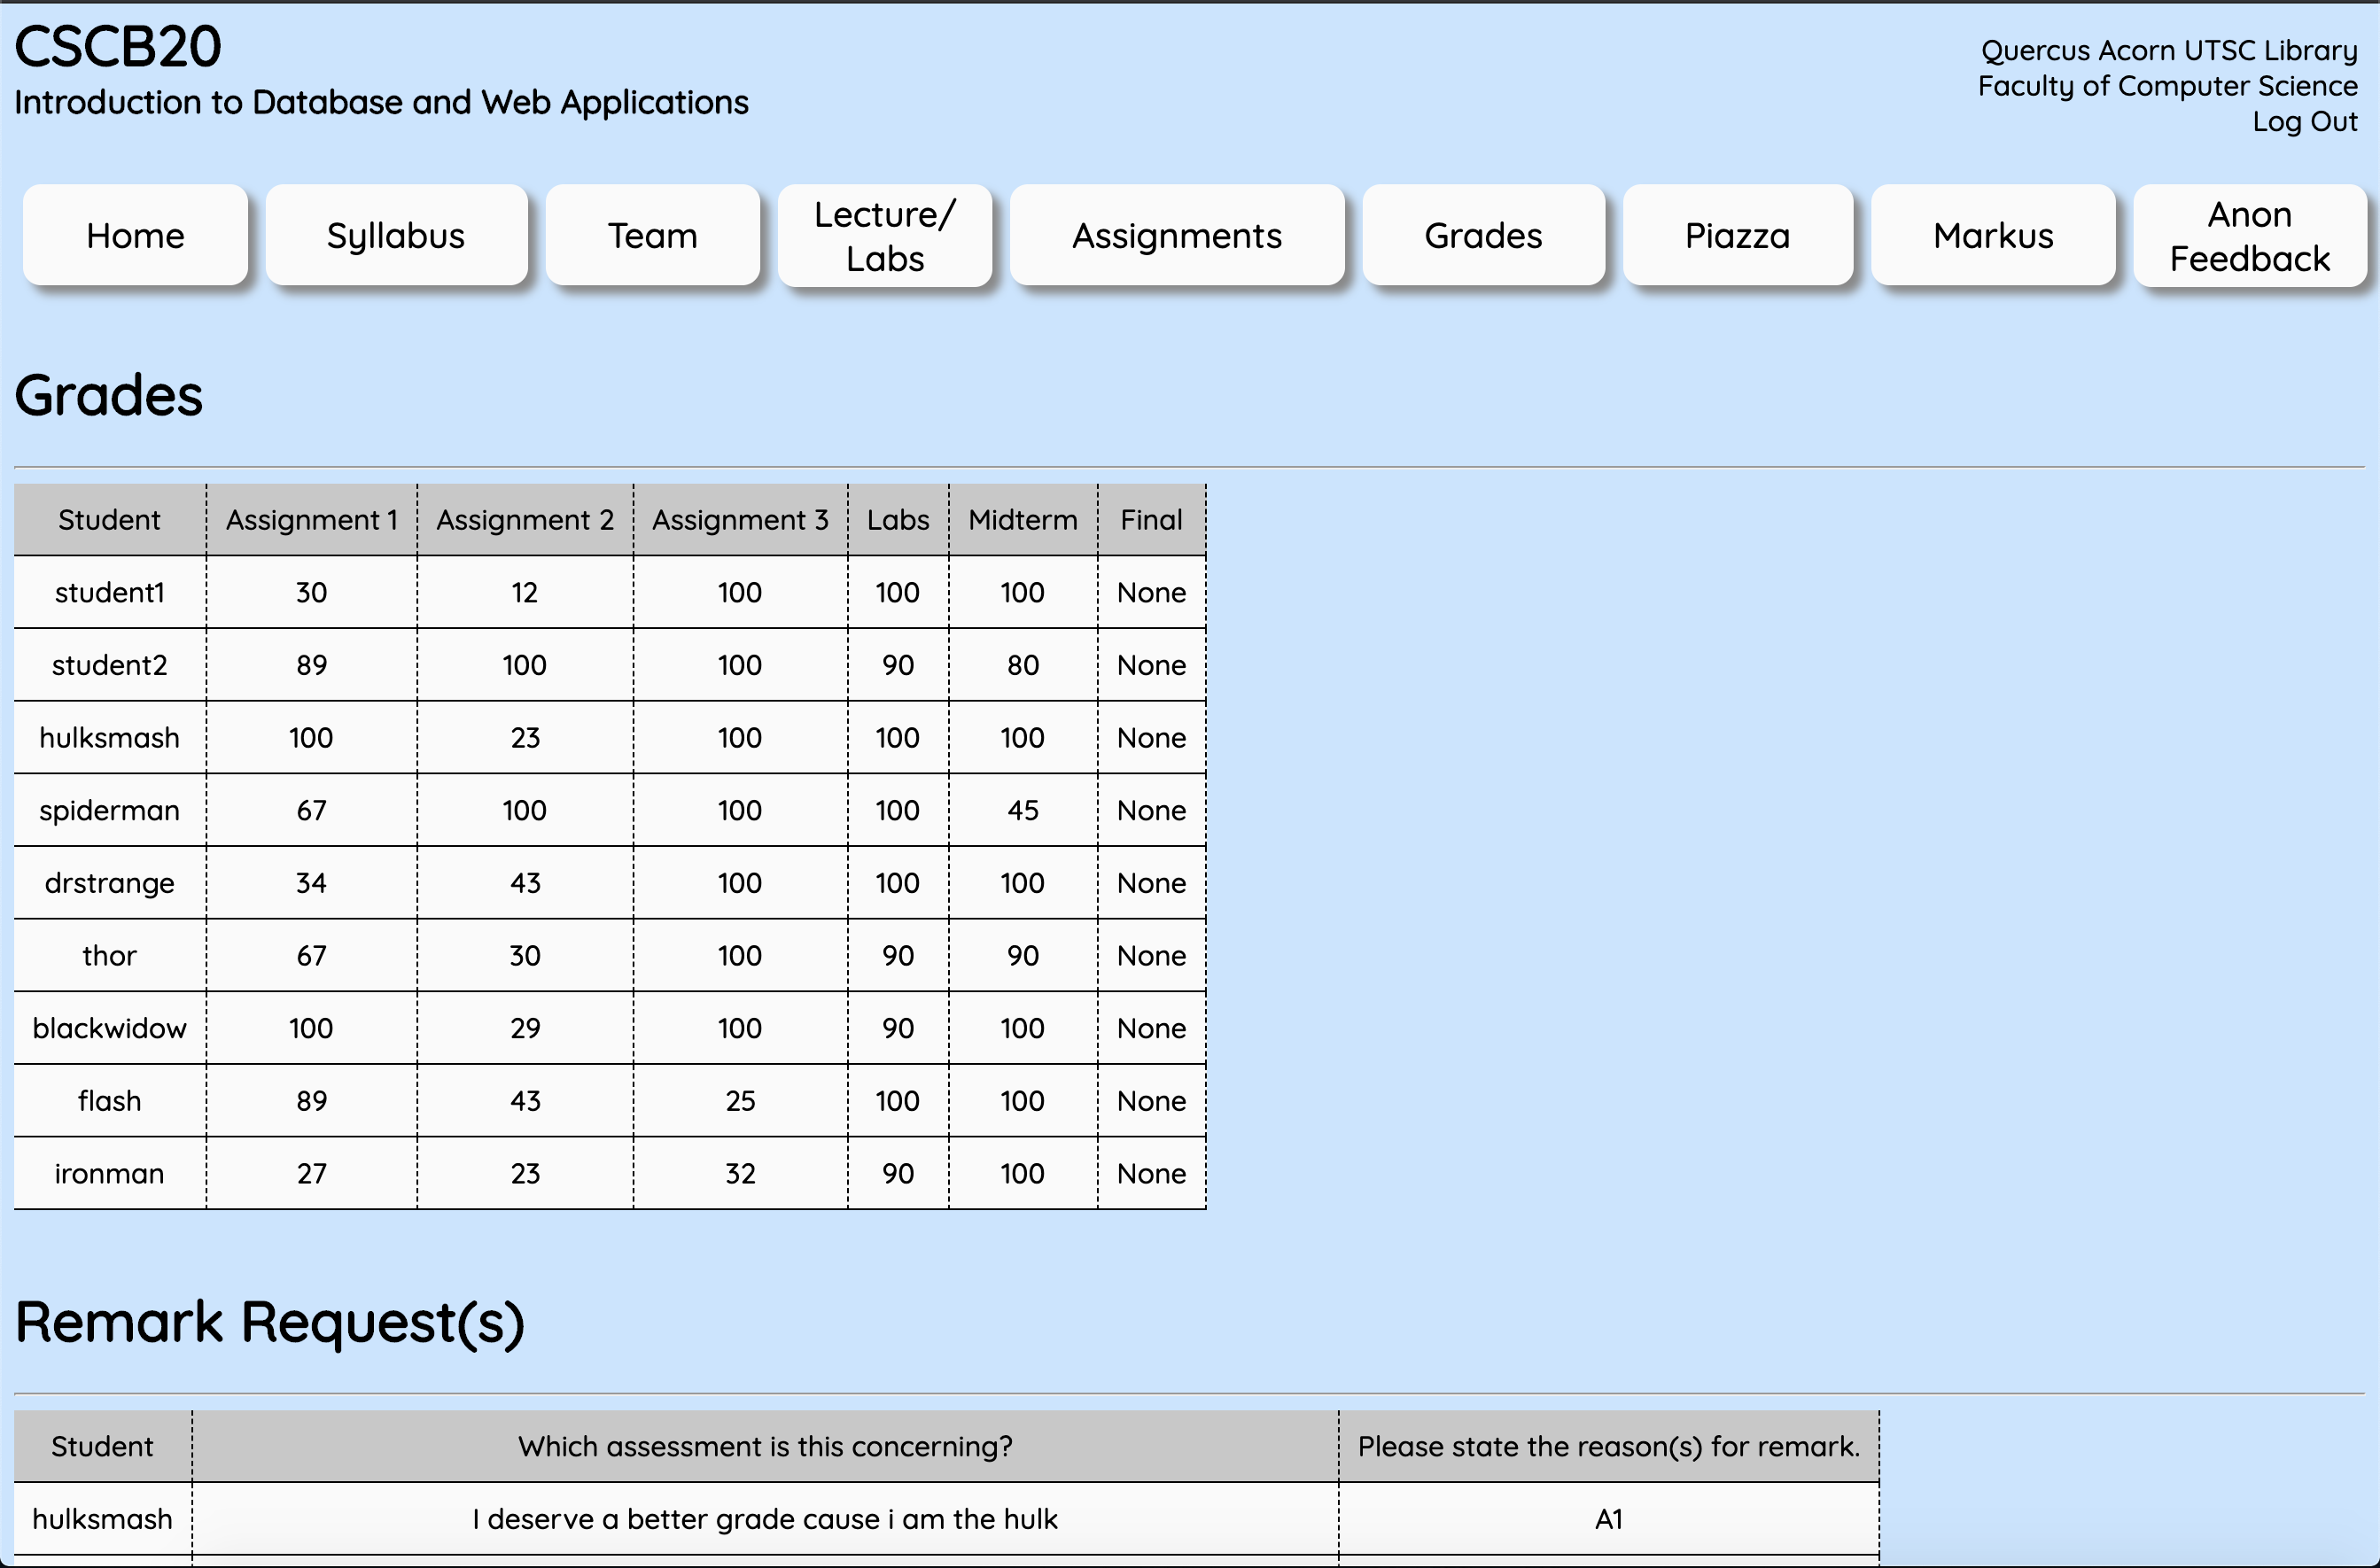 CSCB20
Introduction to Database and Web Applications
Quercus Acorn UTSC Library
Faculty of Computer Science
Log Out
Home Syllabus Team Lecture/ Labs Assignments Grades Piazza Markus Anon Feedback
Grades
Student Assignment 1 Assignment 2 Assignment 3 Labs Midterm Final
student1 30 12 100 100 100 None
student2 89 100 100 90 80 None
hulksmash 100 23 100 100 100 None
spiderman 67 100 100 100 45 None
drstrange 34 43 100 100 100 None
thor 67 30 100 90 90 None
blackwidow 100 29 100 90 100 None
flash 89 43 25 100 100 None
ironman 27 23 32 90 100 None
Remark Request(s)
Student Which assessment is this concerning? Please state the reason(s) for remark.
hulksmash I deserve a better grade cause i am the hulk A1